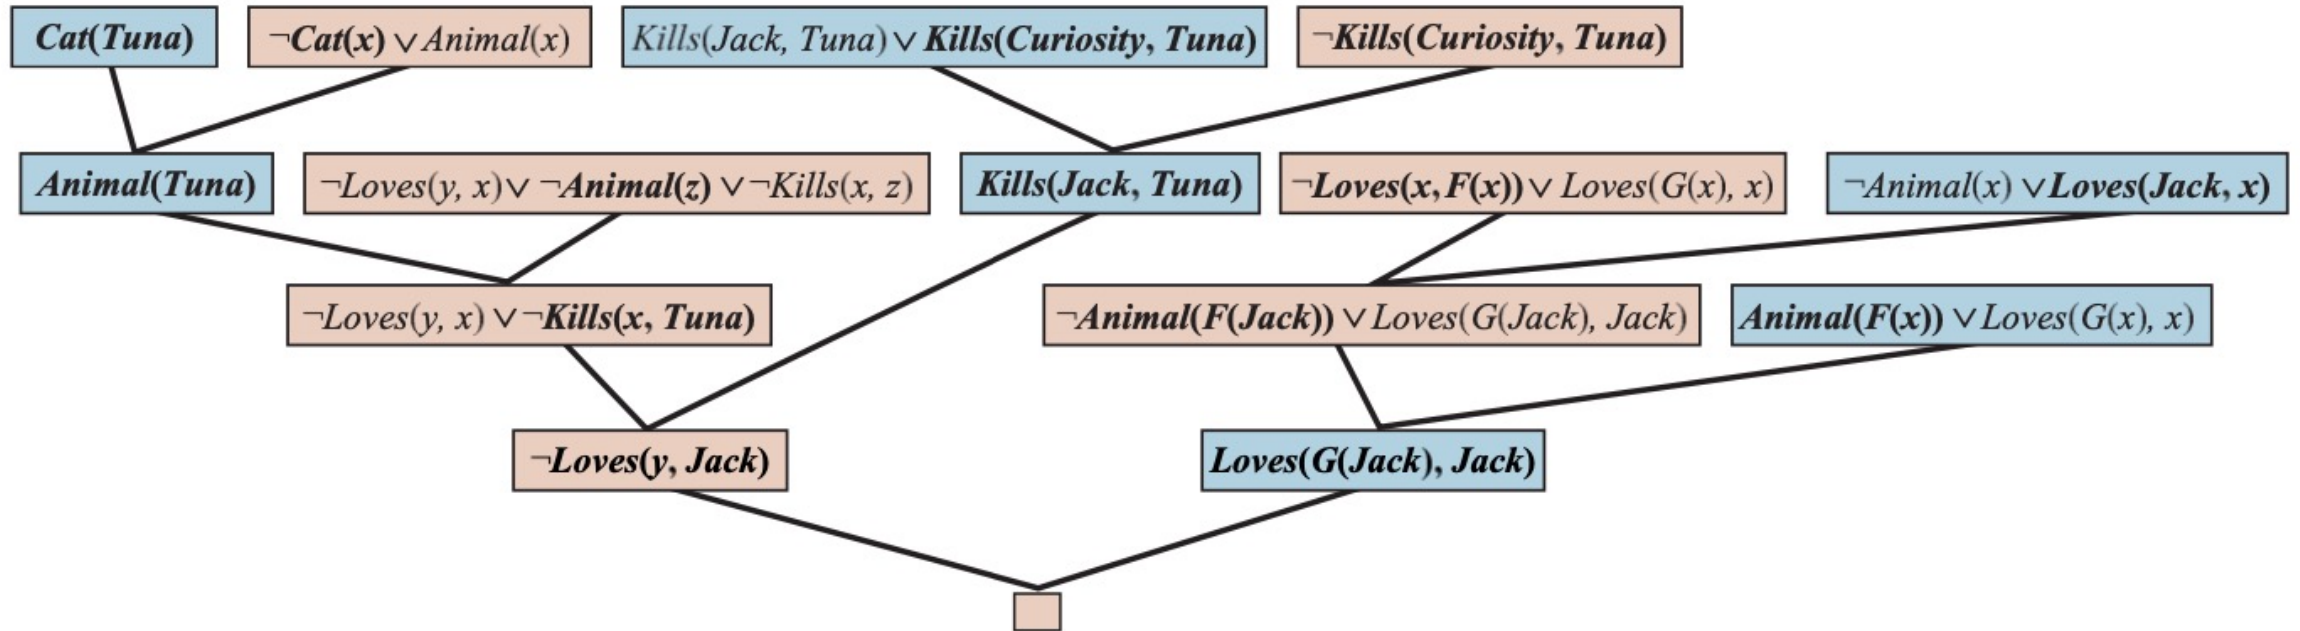 Cat(Tuna) ¬Cat(x) ∨ Animal(x) Kills(Jack, Tuna) ∨ Kills(Curiosity, Tuna) ¬Kills(Curiosity, Tuna)
Animal(Tuna) ¬Loves(y, x) ∨ ¬Animal(z) ∨ ¬Kills(x, z) Kills(Jack, Tuna) ¬Loves(x, F(x)) ∨ Loves(G(x), x) ¬Animal(x) ∨ Loves(Jack, x)
¬Loves(y, x) ∨ ¬Kills(x, Tuna) ¬Animal(F(Jack)) ∨ Loves(G(Jack), Jack) Animal(F(x)) ∨ Loves(G(x), x)
¬Loves(y, Jack) Loves(G(Jack), Jack)